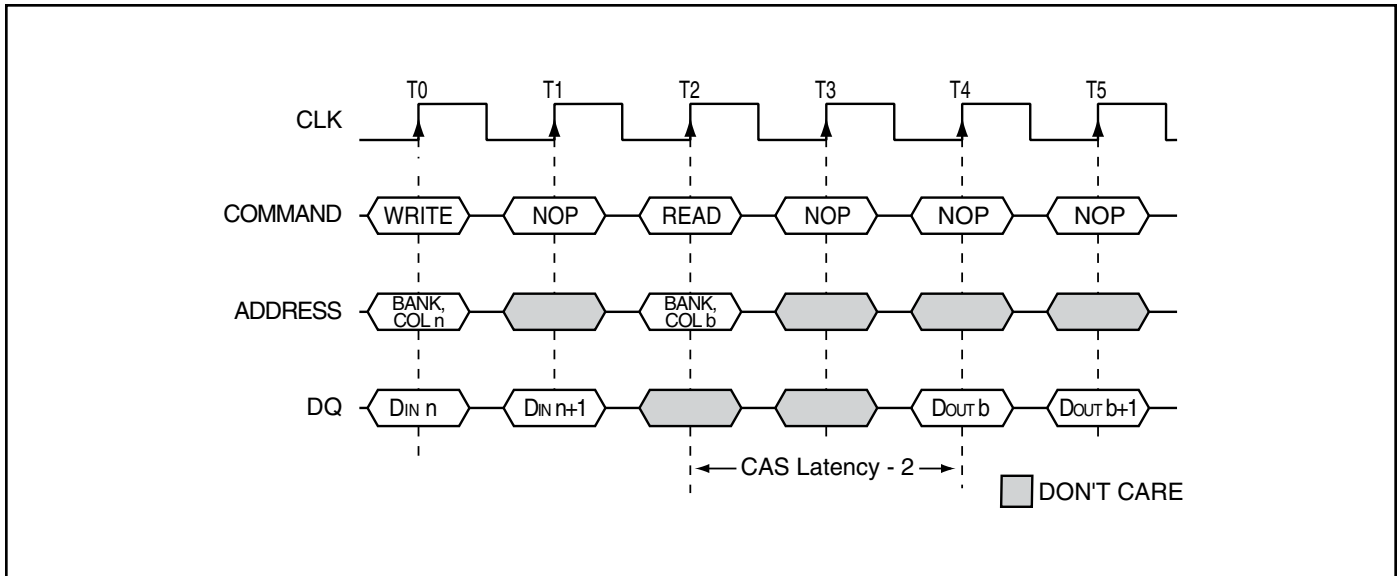 T0 T1 T2 T3 T4 T5
CLK
COMMAND WRITE NOP READ NOP NOP NOP
ADDRESS BANK, COL n BANK, COL b
DQ DIN n DIN n+1 DOUT b DOUT b+1
CAS Latency - 2
DON'T CARE